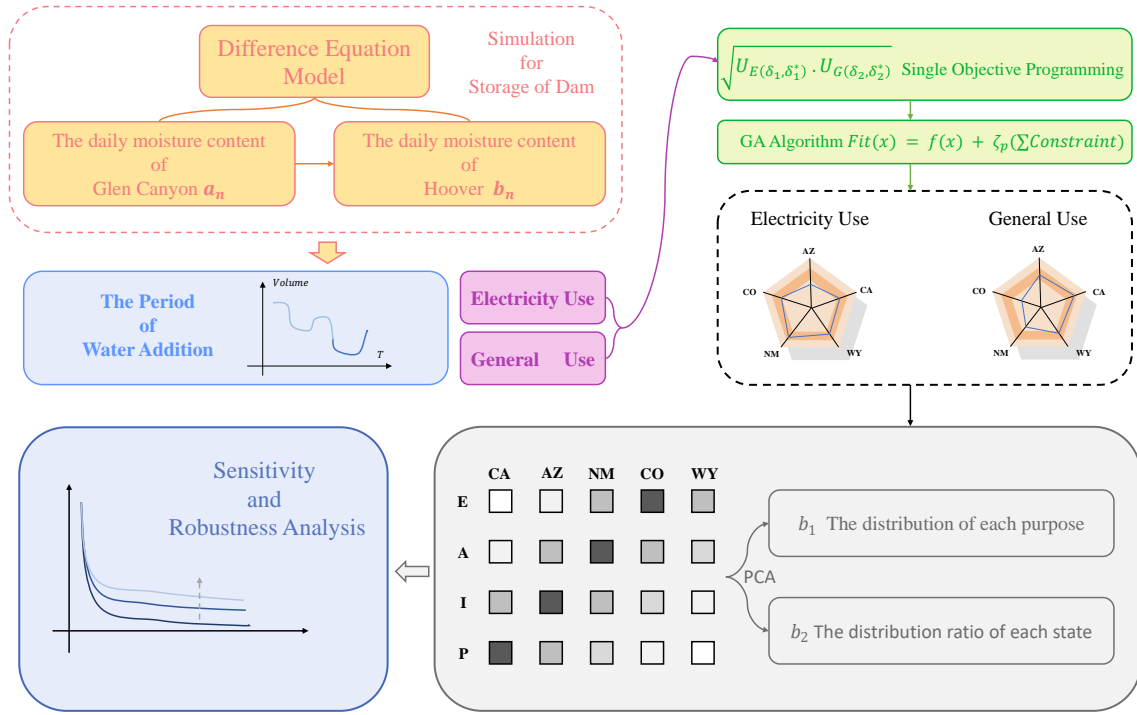 Difference Equation
Model
Simulation
for
Storage of Dam
The daily moisture content
of
Glen Canyon aₙ
The daily moisture content
of
Hoover bₙ
The Period
of
Water Addition
Volume
T
Electricity Use
General Use
√(U_E(δ₁,δ₁*) . U_G(δ₂,δ₂*)) Single Objective Programming
GA Algorithm Fit(x) = f(x) + ζₚ(∑Constraint)
Electricity Use
General Use
AZ
CO
CA
NM
WY
AZ
CO
CA
NM
WY
Sensitivity
and
Robustness Analysis
CA AZ NM CO WY
E
A
I
P
PCA
b₁ The distribution of each purpose
b₂ The distribution ratio of each state